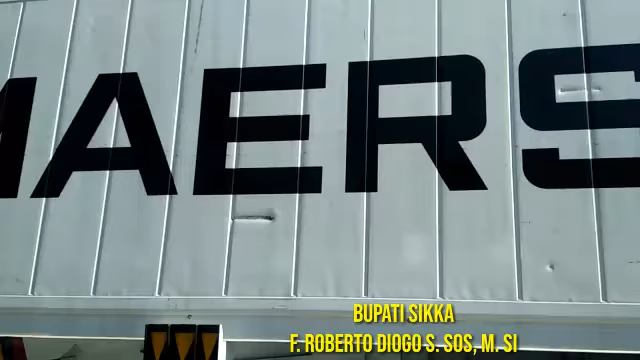 MAERS
BUPATI SIKKA
F. ROBERTO DIOGO S. SOS, M. SI